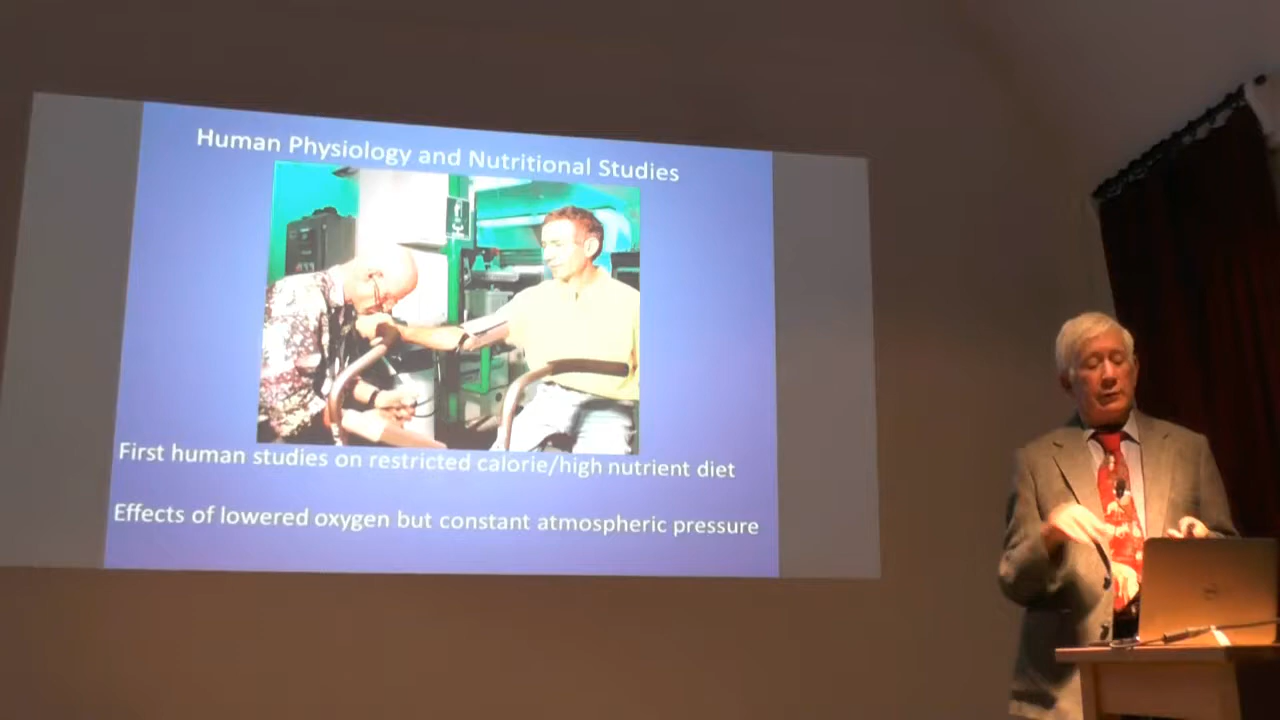 Human Physiology and Nutritional Studies
First human studies on restricted calorie/high nutrient diet
Effects of lowered oxygen but constant atmospheric pressure